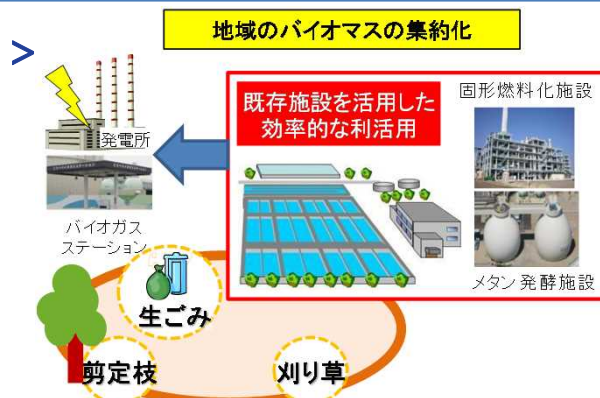 地域のバイオマスの集約化
>
既存施設を活用した
効率的な利活用
固形燃料化施設
発電所
バイオガス
ステーション
メタン発酵施設
生ごみ
剪定枝
刈り草